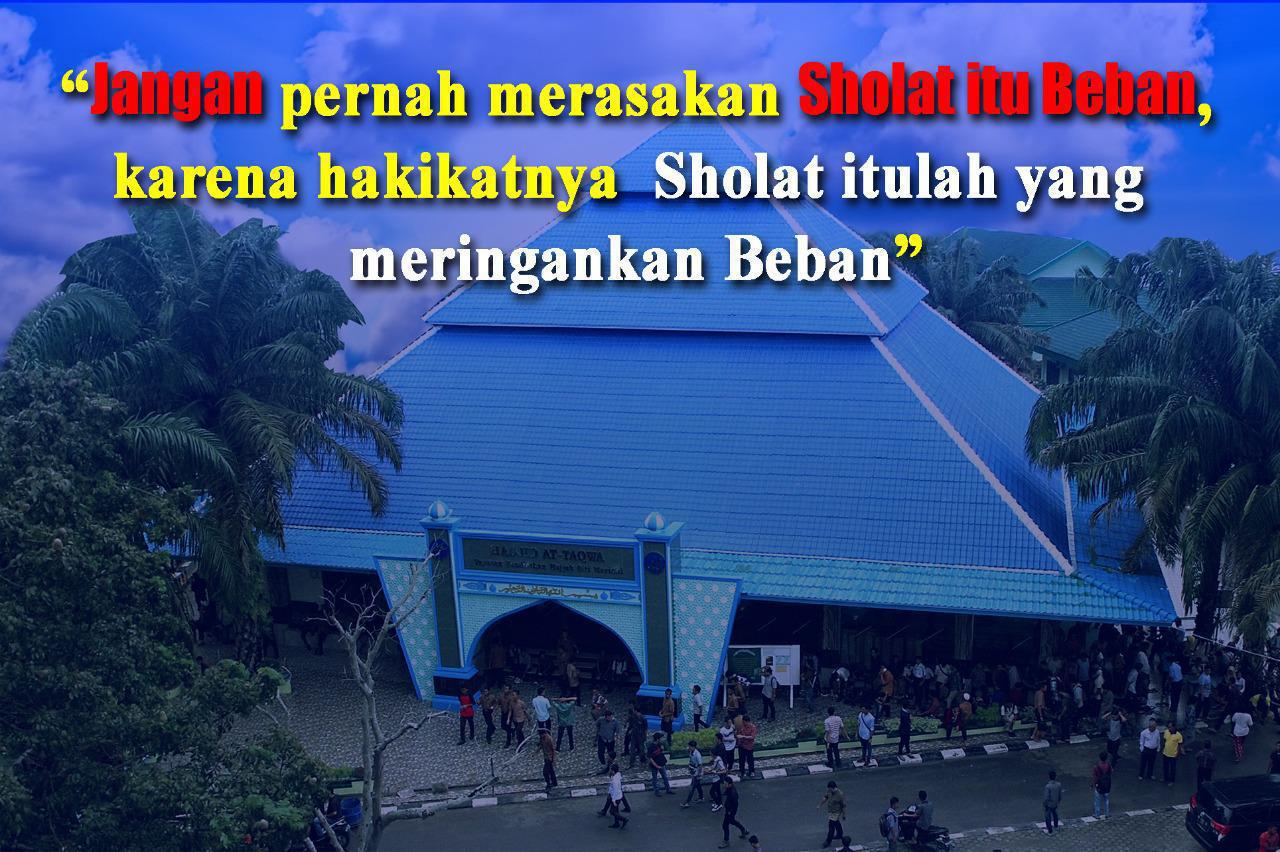 “Jangan pernah merasakan Sholat itu Beban,
karena hakikatnya Sholat itulah yang
meringankan Beban”
MASJID AT-TAQWA